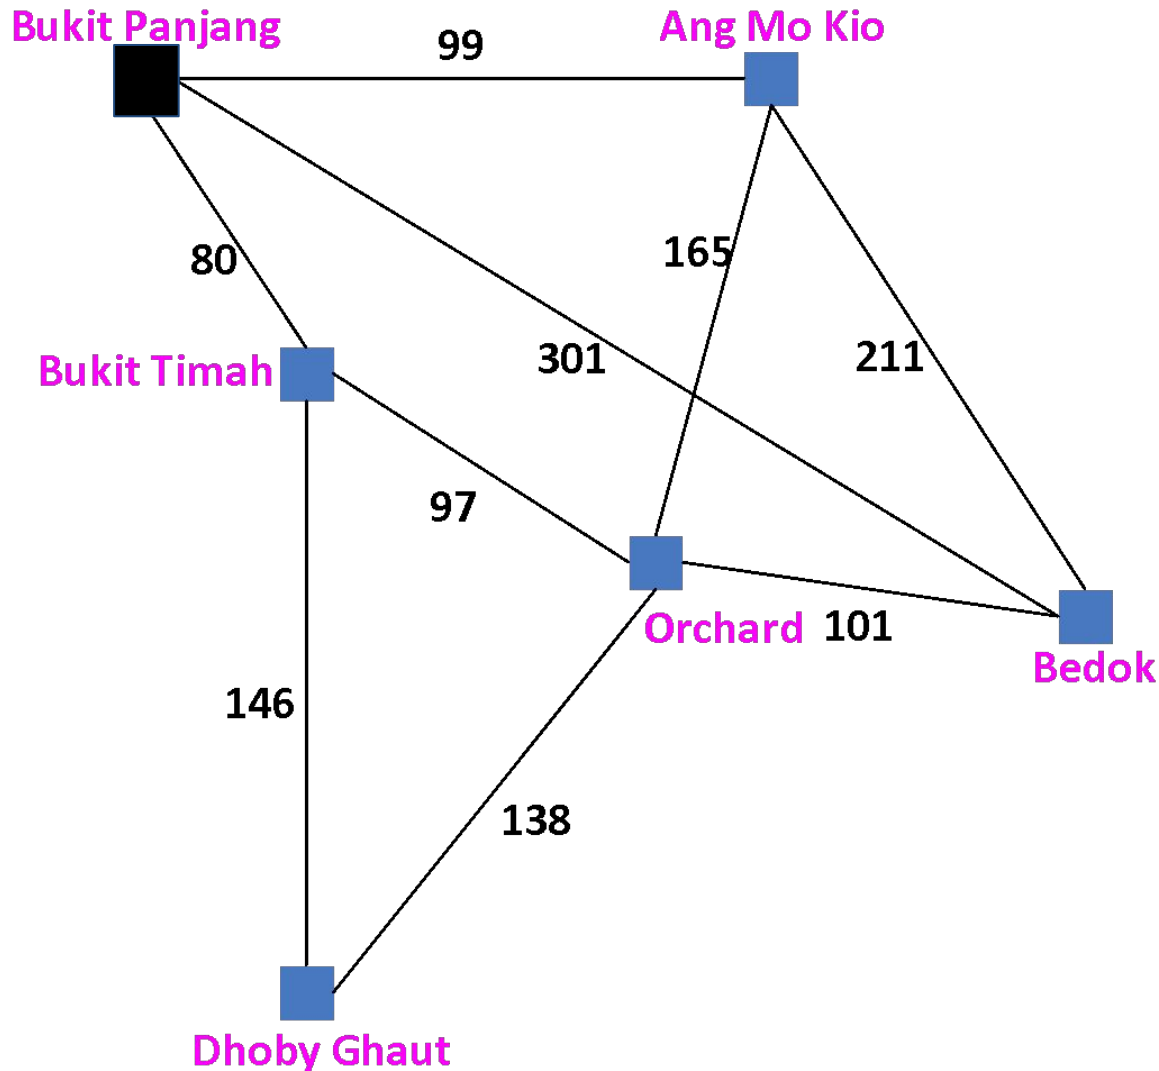 Bukit Panjang
Ang Mo Kio
99
165
80
301
211
Bukit Timah
97
Orchard
101
Bedok
146
138
Dhoby Ghaut